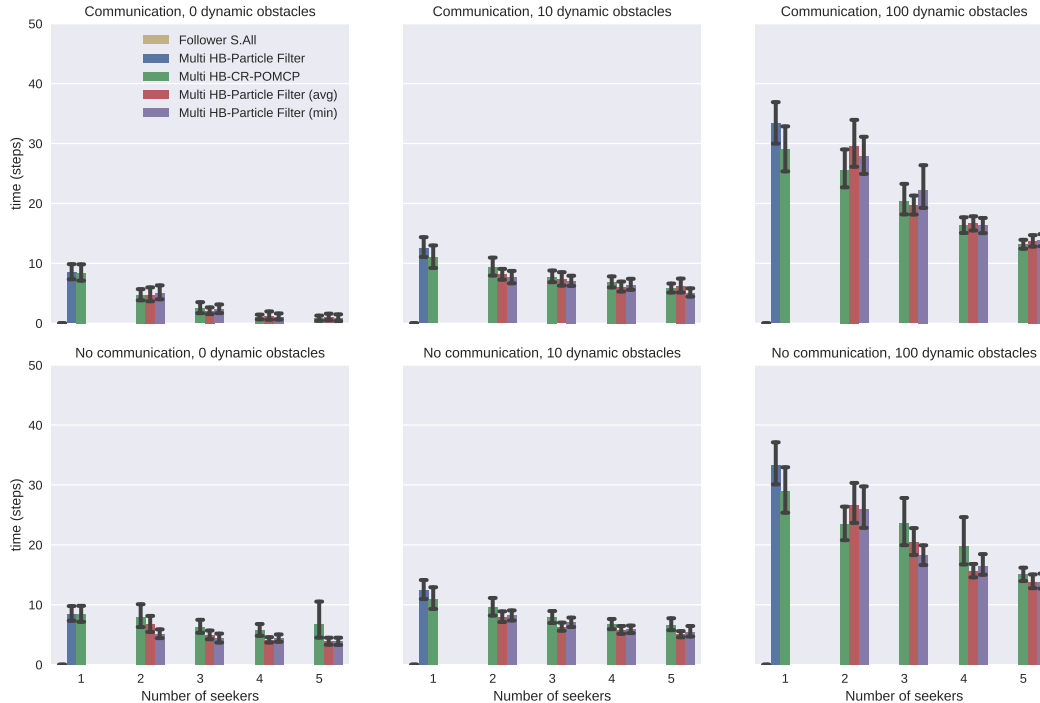 Communication, 0 dynamic obstacles
Communication, 10 dynamic obstacles
Communication, 100 dynamic obstacles
50
40
30
20
10
0
time (steps)
Follower S.All
Multi HB-Particle Filter
Multi HB-CR-POMCP
Multi HB-Particle Filter (avg)
Multi HB-Particle Filter (min)
No communication, 0 dynamic obstacles
No communication, 10 dynamic obstacles
No communication, 100 dynamic obstacles
50
40
30
20
10
0
time (steps)
1 2 3 4 5
1 2 3 4 5
1 2 3 4 5
Number of seekers
Number of seekers
Number of seekers